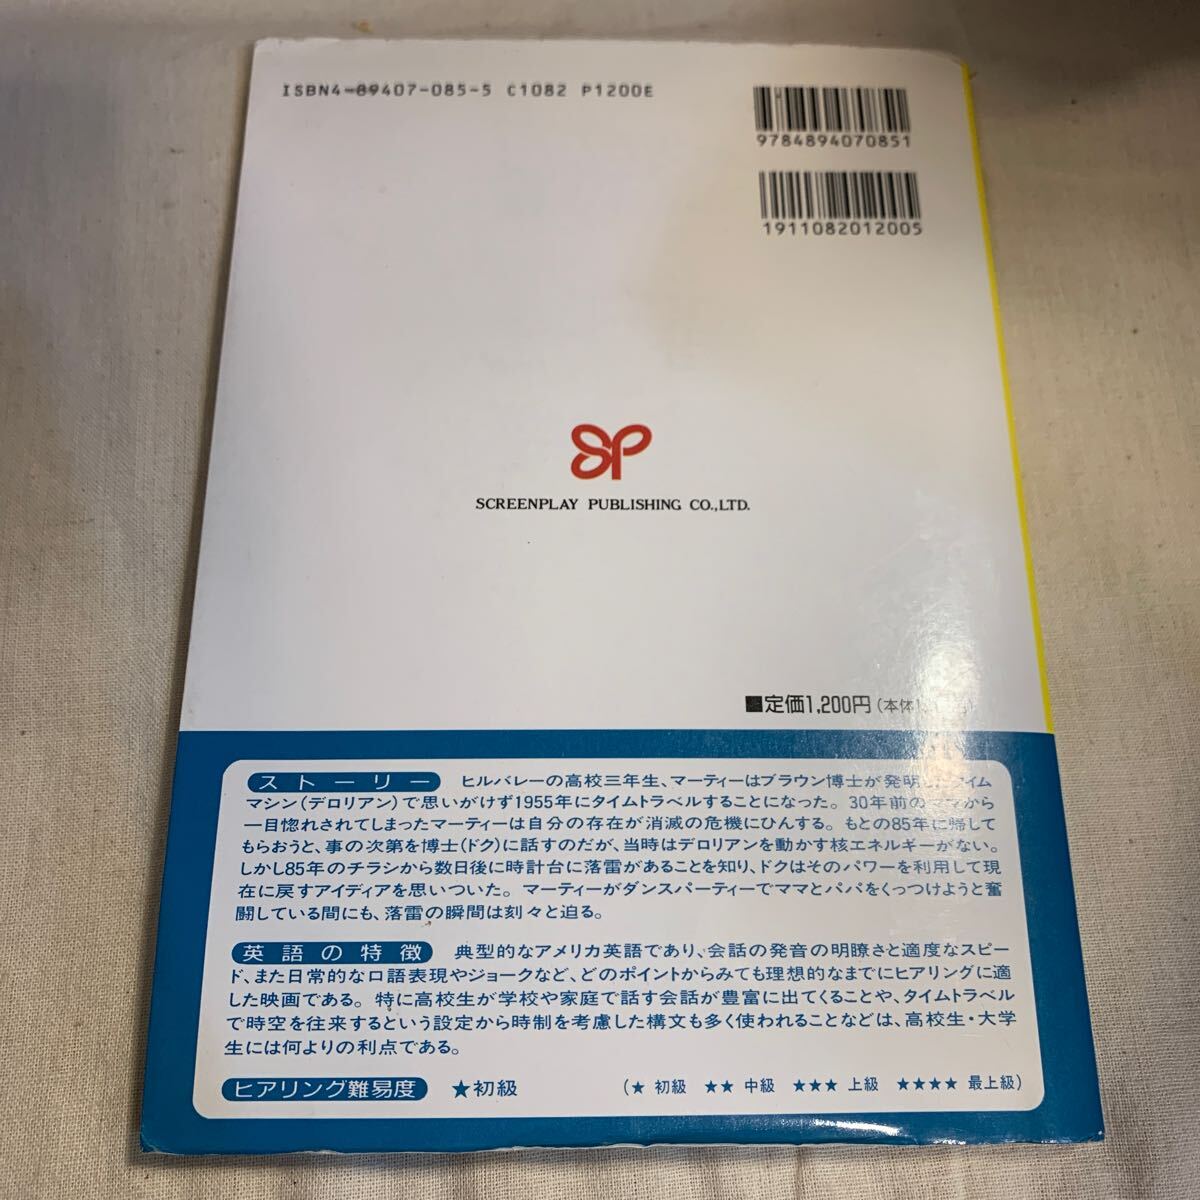 ISBN4-89407-085-5 C1082 P1200E
9784894070851
1911082012005
SP
SCREENPLAY PUBLISHING CO.,LTD.
■定価1,200円(本体
ストーリー ヒルバレーの高校三年生、マーティーはブラウン博士が発明 タイム
マシン(デロリアン)で思いがけず1955年にタイムトラベルすることになった。30年前のママから
一目惚れされてしまったマーティーは自分の存在が消滅の危機にひんする。もとの85年に帰して
もらおうと、事の次第を博士(ドク)に話すのだが、当時はデロリアンを動かす核エネルギーがない。
しかし85年のチラシから数日後に時計台に落雷があることを知り、ドクはそのパワーを利用して現
在に戻すアイディアを思いついた。マーティーがダンスパーティーでママとパパをくっつけようと奮
闘している間にも、落雷の瞬間は刻々と迫る。
英語の特徴 典型的なアメリカ英語であり、会話の発音の明瞭さと適度なスピー
ド、また日常的な口語表現やジョークなど、どのポイントからみても理想的なまでにヒアリングに適
した映画である。特に高校生が学校や家庭で話す会話が豊富に出てくることや、タイムトラベル
で時空を往来するという設定から時制を考慮した構文も多く使われることなどは、高校生・大学
生には何よりの利点である。
ヒアリング難易度 ★初級 (★ 初級 ★★ 中級 ★★★ 上級 ★★★★ 最上級)